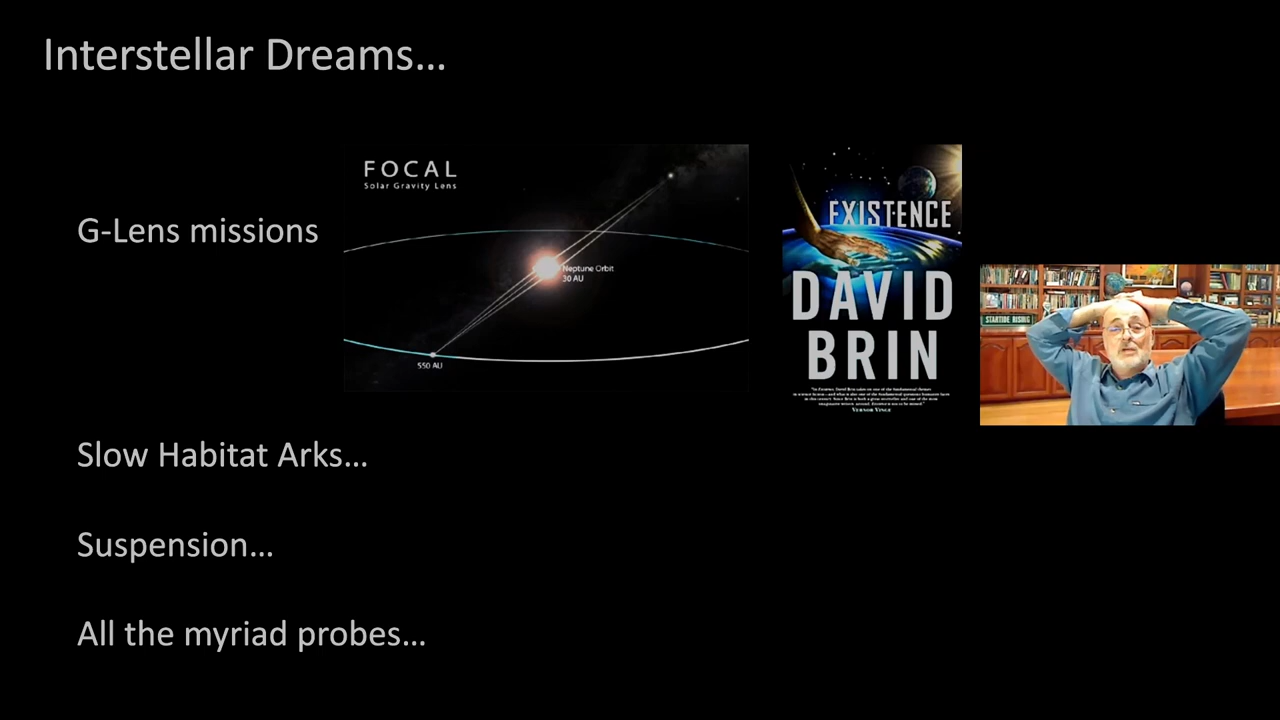 Interstellar Dreams…
FOCAL
Solar Gravity Lens
G-Lens missions
Neptune Orbit
30 AU
550 AU
EXISTENCE
DAVID
BRIN
VERNOR VINGE
STARTIDE RISING
Slow Habitat Arks…
Suspension…
All the myriad probes…